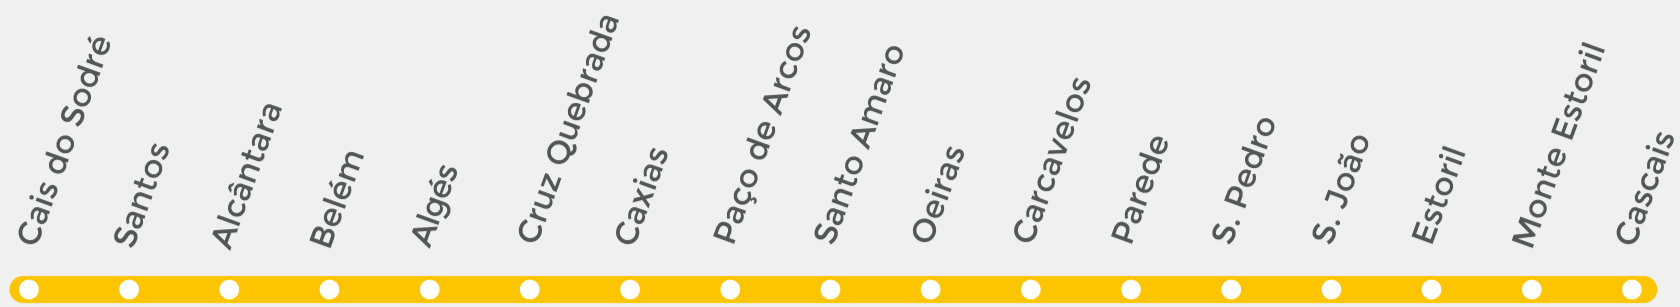 Cais do Sodré
Santos
Alcântara
Belém
Algés
Cruz Quebrada
Caxias
Paço de Arcos
Santo Amaro
Oeiras
Carcavelos
Parede
S. Pedro
S. João
Estoril
Monte Estoril
Cascais